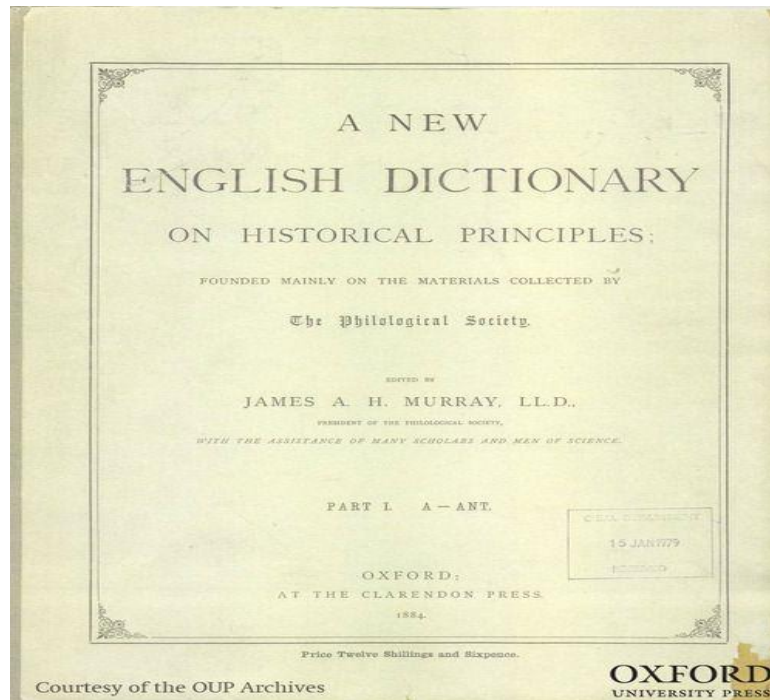 A NEW
ENGLISH DICTIONARY
ON HISTORICAL PRINCIPLES;
FOUNDED MAINLY ON THE MATERIALS COLLECTED BY
The Philological Society.
EDITED BY
JAMES A. H. MURRAY, LL.D.,
PRESIDENT OF THE PHILOLOGICAL SOCIETY,
WITH THE ASSISTANCE OF MANY SCHOLARS AND MEN OF SCIENCE.
PART I. A—ANT.
15 JAN 1979
RECEIVED
OXFORD:
AT THE CLARENDON PRESS.
1884.
Price Twelve Shillings and Sixpence.
Courtesy of the OUP Archives
OXFORD
UNIVERSITY PRESS